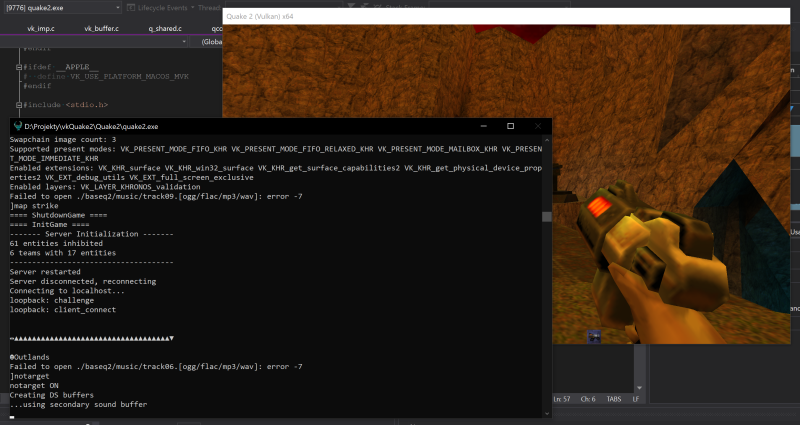 [9776] quake2.exe
Lifecycle Events
Thread
Quake 2 (Vulkan) x64
vk_imp.c
vk_buffer.c
q_shared.c
(Globa
#endif
#ifdef __APPLE__
# define VK_USE_PLATFORM_MACOS_MVK
#endif
#include <stdio.h>
D:\Projekty\vkQuake2\Quake2\quake2.exe
Swapchain image count: 3
Supported present modes: VK_PRESENT_MODE_FIFO_KHR VK_PRESENT_MODE_FIFO_RELAXED_KHR VK_PRESENT_MODE_MAILBOX_KHR VK_PRESEN
T_MODE_IMMEDIATE_KHR
Enabled extensions: VK_KHR_surface VK_KHR_win32_surface VK_KHR_get_surface_capabilities2 VK_KHR_get_physical_device_prop
erties2 VK_EXT_debug_utils VK_EXT_full_screen_exclusive
Enabled layers: VK_LAYER_KHRONOS_validation
Failed to open ./baseq2/music/track09.[ogg/flac/mp3/wav]: error -7
]map strike
==== ShutdownGame ====
==== InitGame ====
------- Server Initialization -------
61 entities inhibited
6 teams with 17 entities
-------------------------------------
Server restarted
Server disconnected, reconnecting
Connecting to localhost...
loopback: challenge
loopback: client_connect
Outlands
Failed to open ./baseq2/music/track06.[ogg/flac/mp3/wav]: error -7
]notarget
notarget ON
Creating DS buffers
...using secondary sound buffer
Ln: 57 Ch: 6 TABS LF